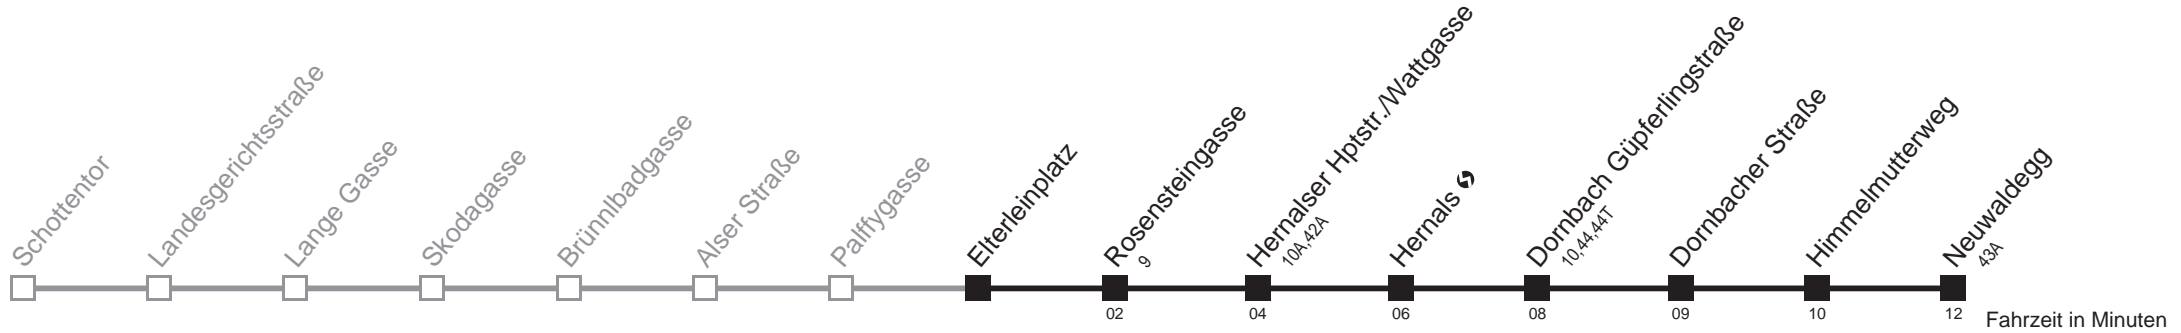 Schottentor
Landesgerichtsstraße
Lange Gasse
Skodagasse
Brünnlbadgasse
Alser Straße
Palffygasse
Elterleinplatz
Rosensteingasse
9
Hernalser Hptstr./Wattgasse
10A,42A
Hernals
Dornbach Güpferlingstraße
10,44,44T
Dornbacher Straße
Himmelmutterweg
Neuwaldegg
43A
02
04
06
08
09
10
12
Fahrzeit in Minuten